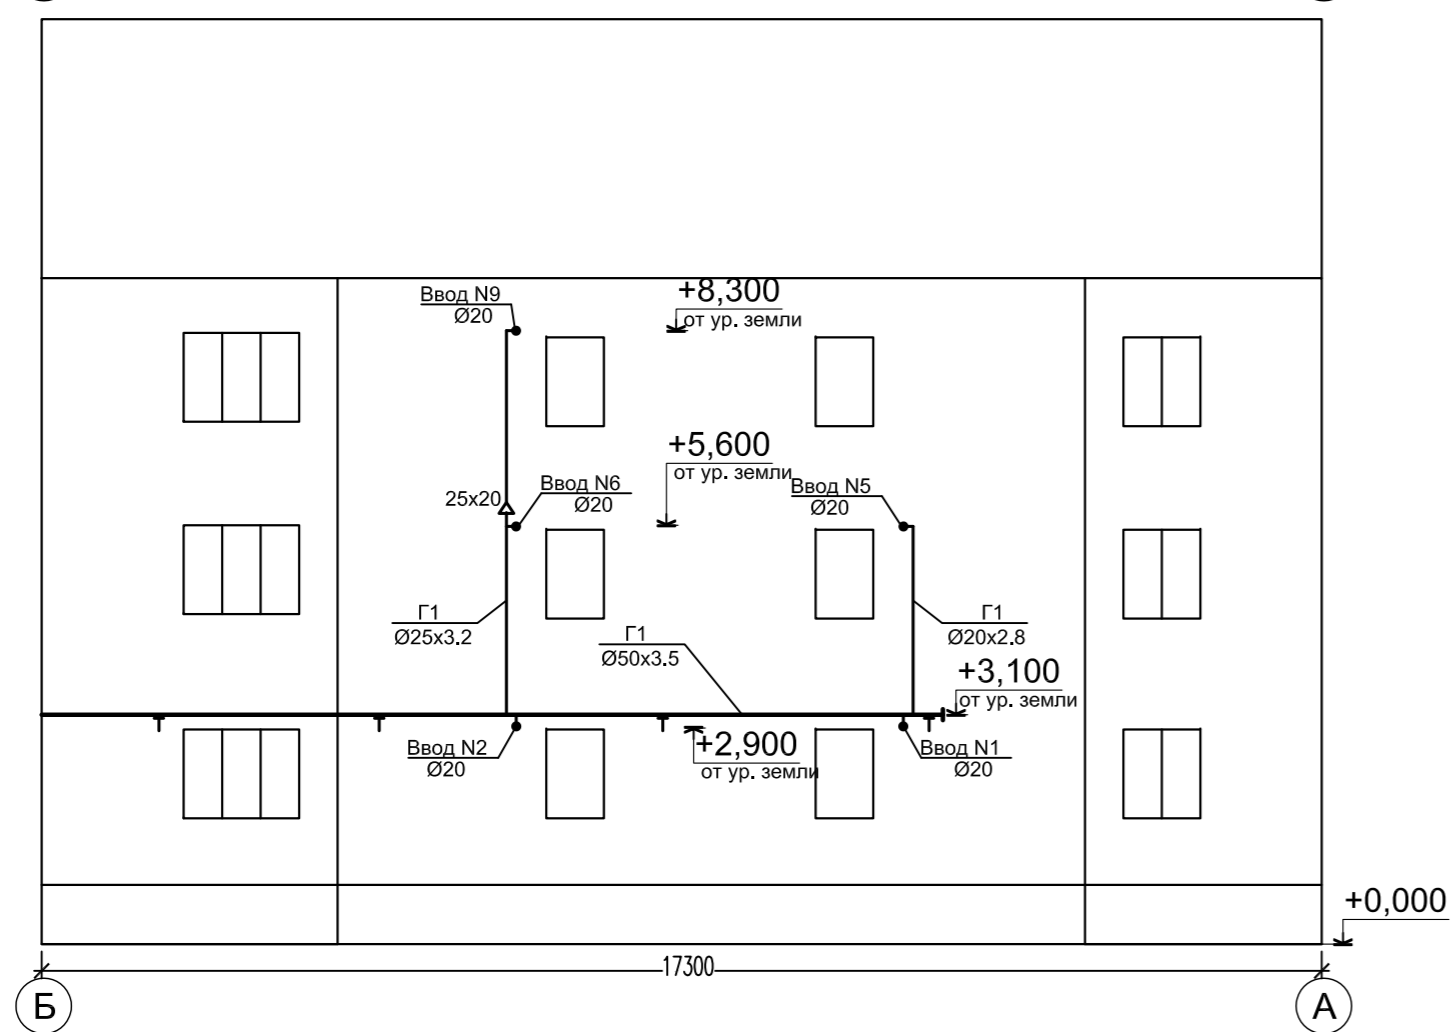 Ввод N9
Ø20
+8,300
от ур. земли
+5,600
от ур. земли
25x20
Ввод N6
Ø20
Ввод N5
Ø20
Г1
Ø25x3.2
Г1
Ø50x3.5
Г1
Ø20x2.8
+3,100
от ур. земли
Ввод N2
Ø20
+2,900
от ур. земли
Ввод N1
Ø20
+0,000
17300
Б
А